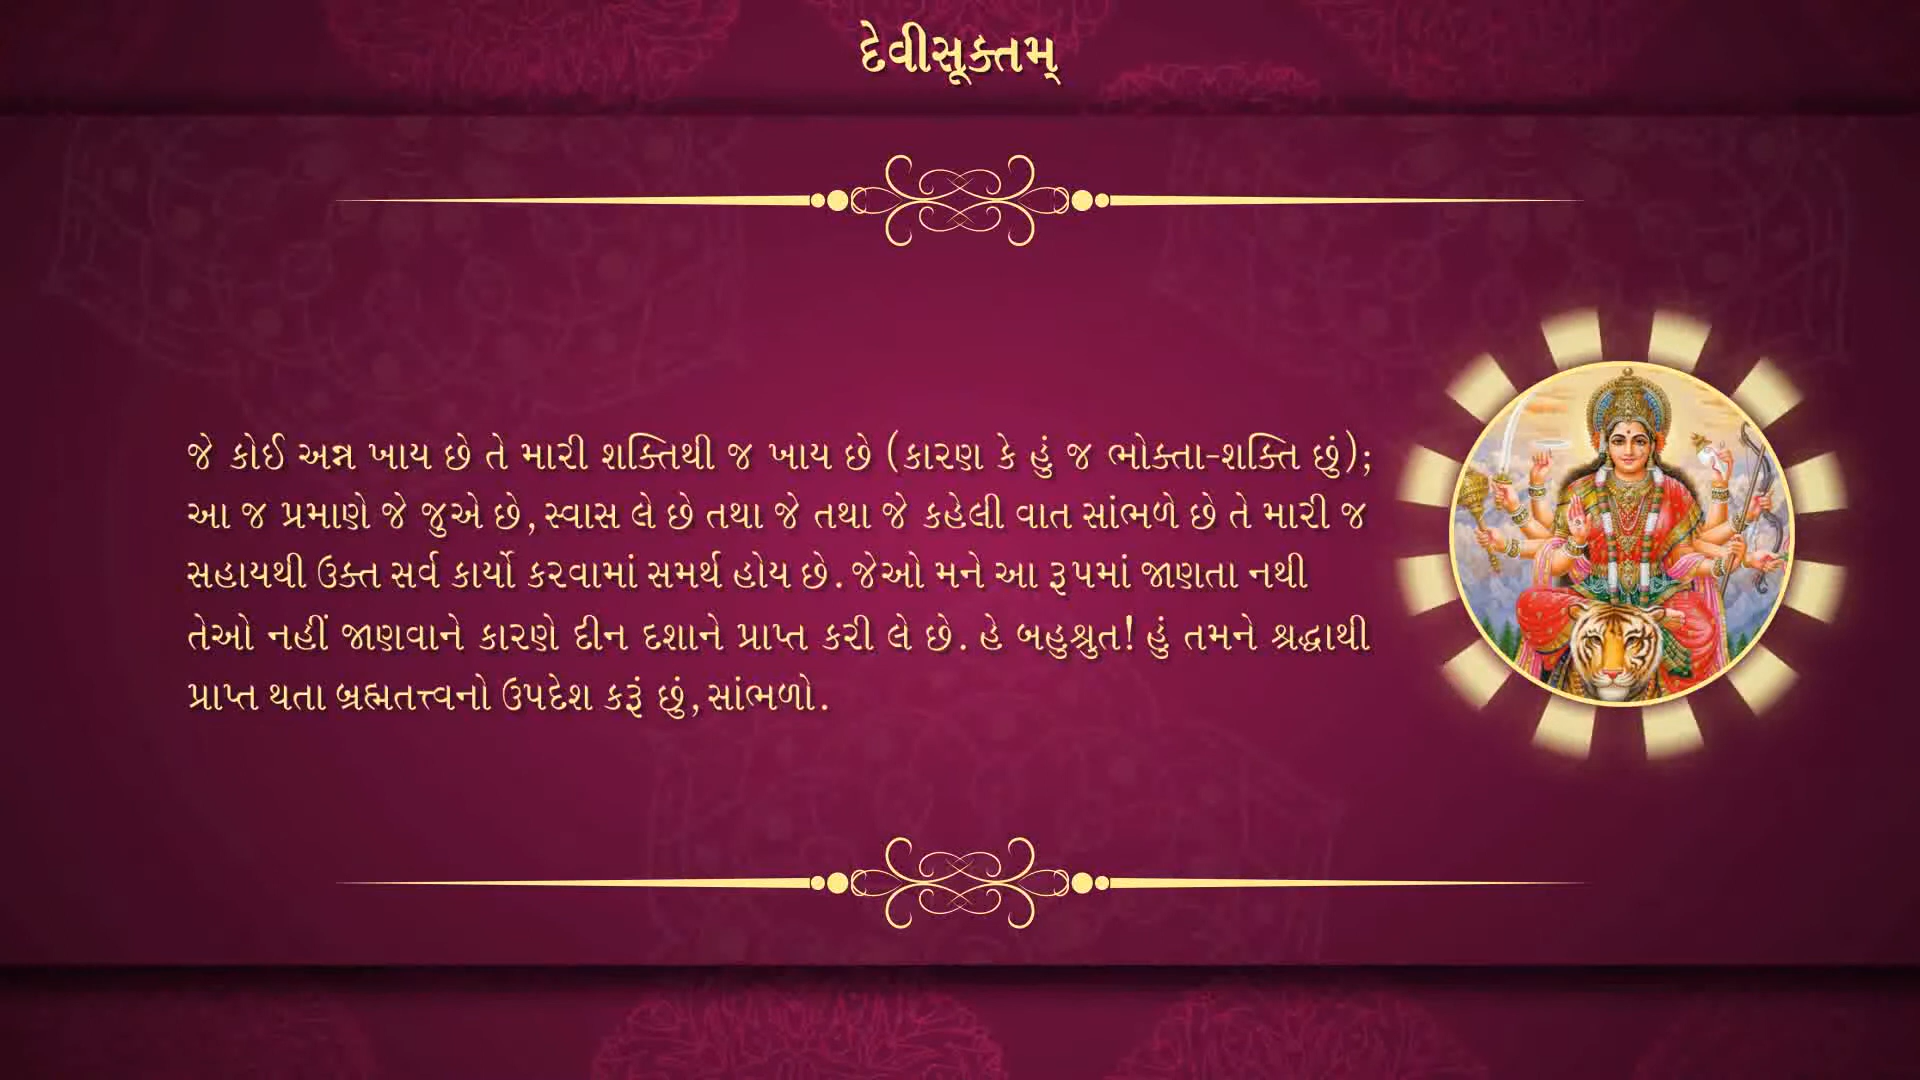 દેવીસૂક્તમ્
જે કોઈ અન્ન ખાય છે તે મારી શક્તિથી જ ખાય છે (કારણ કે હું જ ભોક્તા-શક્તિ છું);
આ જ પ્રમાણે જે જુએ છે, સ્વાસ લે છે તથા જે તથા જે કહેલી વાત સાંભળે છે તે મારી જ
સહાયથી ઉક્ત સર્વ કાર્યો કરવામાં સમર્થ હોય છે. જેઓ મને આ રૂપમાં જાણતા નથી
તેઓ નહીં જાણવાને કારણે દીન દશાને પ્રાપ્ત કરી લે છે. હે બહુશ્રુત! હું તમને શ્રદ્ધાથી
પ્રાપ્ત થતા બ્રહ્મતત્ત્વનો ઉપદેશ કરૂં છું, સાંભળો.